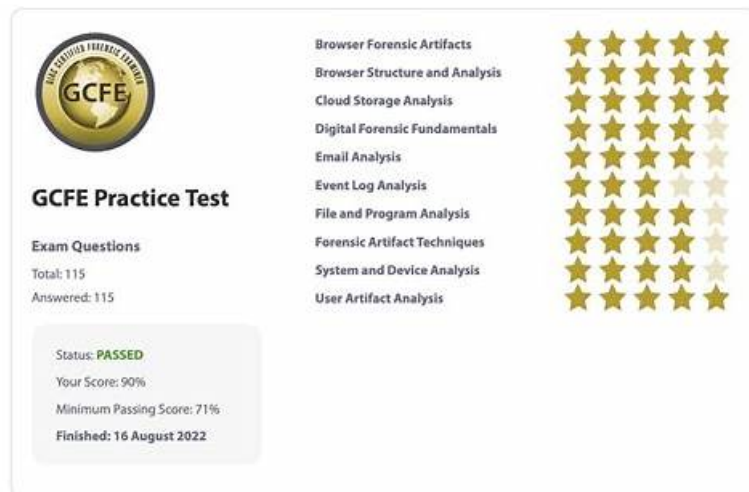 GIAC CERTIFIED FORENSIC EXAMINER
GCFE
GCFE Practice Test
Exam Questions
Total: 115
Answered: 115
Status: PASSED
Your Score: 90%
Minimum Passing Score: 71%
Finished: 16 August 2022
Browser Forensic Artifacts
Browser Structure and Analysis
Cloud Storage Analysis
Digital Forensic Fundamentals
Email Analysis
Event Log Analysis
File and Program Analysis
Forensic Artifact Techniques
System and Device Analysis
User Artifact Analysis